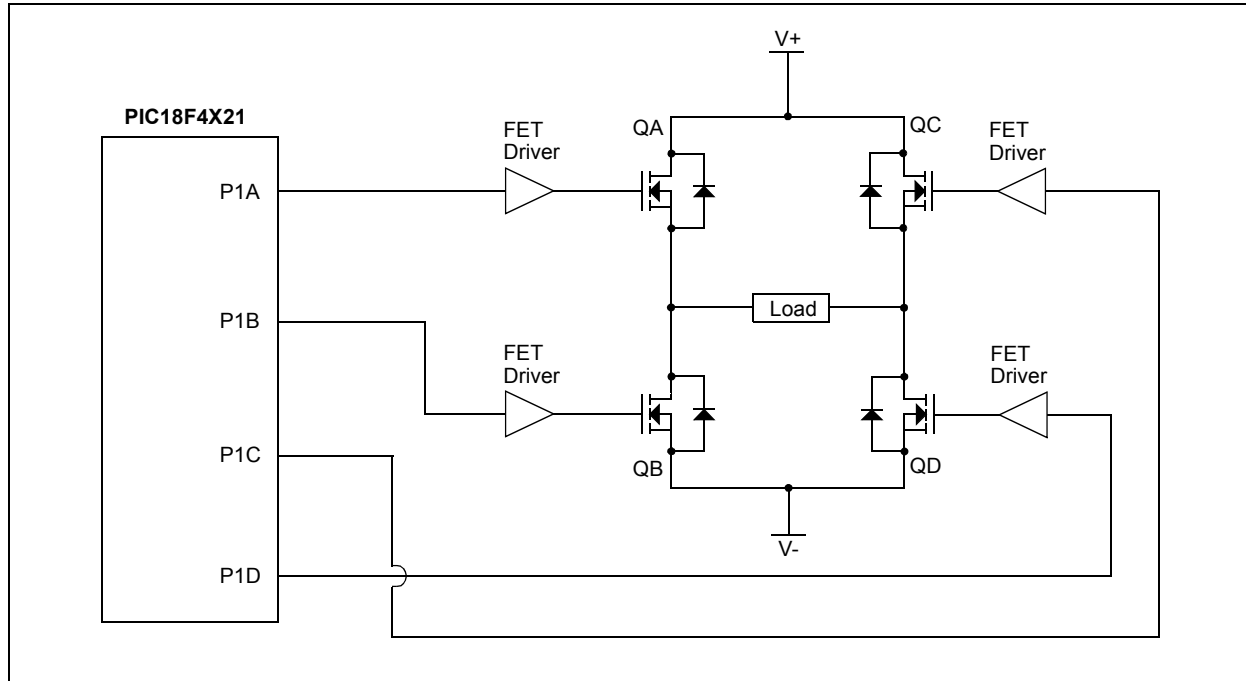 V+
PIC18F4X21
FET
Driver
QA
QC
FET
Driver
P1A
Load
P1B
FET
Driver
FET
Driver
P1C
QB
QD
V-
P1D